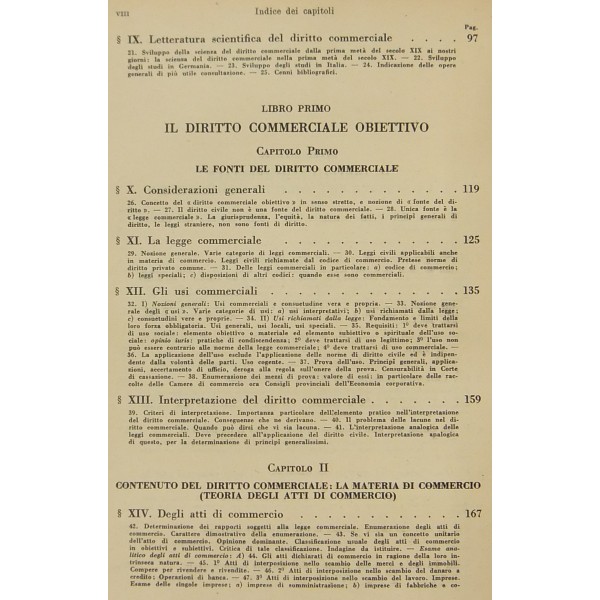 VIII Indice dei capitoli
Pag.
§ IX. Letteratura scientifica del diritto commerciale . . . . 97
21. Sviluppo della scienza del diritto commerciale dalla prima metà del secolo XIX ai nostri
giorni: la scienza del diritto commerciale nella prima metà del secolo XIX. — 22. Sviluppo
degli studi in Germania. — 23. Sviluppo degli studi in Italia. — 24. Indicazione delle opere
generali di più utile consultazione. — 25. Cenni bibliografici.
LIBRO PRIMO
IL DIRITTO COMMERCIALE OBIETTIVO
CAPITOLO PRIMO
LE FONTI DEL DIRITTO COMMERCIALE
§ X. Considerazioni generali . . . . . . . . . . . . . 119
26. Concetto del « diritto commerciale obiettivo » in senso stretto, e nozione di « fonte del di-
ritto ». — 27. Il diritto civile non è una fonte del diritto commerciale. — 28. Unica fonte è la
« legge commerciale ». La giurisprudenza, l'equità, la natura dei fatti, i principi generali di
diritto, le leggi straniere, non sono fonti di diritto.
§ XI. La legge commerciale . . . . . . . . . . . . . 125
29. Nozione generale. Varie categorie di leggi commerciali. — 30. Leggi civili applicabili anche
in materia di commercio. Leggi civili richiamate dal codice di commercio. Pretese norme di
diritto privato comune. — 31. Delle leggi commerciali in particolare: a) codice di commercio;
b) leggi speciali; c) disposizioni di altri codici: quando esse sono commerciali.
§ XII. Gli usi commerciali . . . . . . . . . . . . . 135
32. I) Nozioni generali: Usi commerciali e consuetudine vera e propria. — 33. Nozione gene-
rale degli « usi ». Varie categorie di usi: a) usi interpretativi; b) usi richiamati dalla legge;
c) consuetudini vere e proprie. — 34. II) Usi richiamati dalla legge: Fondamento e limiti della
loro forza obbligatoria. Usi generali, usi locali, usi speciali. — 35. Requisiti: 1° deve trattarsi
di uso sociale: elemento obiettivo o materiale ed elemento subiettivo o spirituale dell'uso so-
ciale: opinio iuris: pratiche di condiscendenza; 2° deve trattarsi di uso legittimo; 3° l'uso non
può essere contrario alle norme della legge commerciale; 4° deve trattarsi di uso commerciale. —
36. La applicazione dell'uso esclude l'applicazione delle norme di diritto civile ed è indipen-
dente dalla volontà delle parti. Uso cogente. — 37. Prova dell'uso. Principi generali, applica-
zioni, accertamento di ufficio, deroga alla regola sull'onere della prova. Censurabilità in Corte
di cassazione. — 38. Enumerazione dei mezzi di prova: valore di essi: in particolare delle rac-
colte delle Camere di commercio ora Consigli provinciali dell'Economia corporativa.
§ XIII. Interpretazione del diritto commerciale . . . . . . . 159
39. Criteri di interpretazione. Importanza particolare dell'elemento pratico nell'interpretazione
del diritto commerciale. Conseguenze che ne derivano. — 40. Il problema delle lacune nel di-
ritto commerciale. Quando può dirsi che vi sia lacuna. — 41. L'interpretazione analogica delle
leggi commerciali. Deve precedere all'applicazione del diritto civile. Interpretazione analogica
di questo, per la determinazione di principi generalissimi.
CAPITOLO II
CONTENUTO DEL DIRITTO COMMERCIALE: LA MATERIA DI COMMERCIO
(TEORIA DEGLI ATTI DI COMMERCIO)
§ XIV. Degli atti di commercio . . . . . . . . . . . . 167
42. Determinazione dei rapporti soggetti alla legge commerciale. Enumerazione degli atti di
commercio. Carattere dimostrativo della enumerazione. — 43. Se vi sia un concetto unitario
dell'atto di commercio. Opinione dominante. Classificazione usuale degli atti di commercio
in obiettivi e subiettivi. Critica di tale classificazione. Indagine da istituire. — Esame ana-
litico degli atti di commercio: A) 44. Gli atti dichiarati di commercio in ragione della loro in-
trinseca natura. — 45. 1° Atti di interposizione nello scambio delle merci e degli immobili.
Compere per rivendere e rivendite. — 46. 2° Atti di interposizione nello scambio del danaro a
credito; Operazioni di banca. — 47. 3° Atti di interposizione nello scambio del lavoro. Imprese.
Esame delle singole imprese; a) imprese di somministrazione; b) imprese di fabbriche e co-